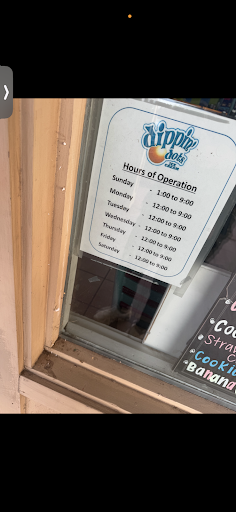 dippin'
dots
Hours of Operation
Sunday - 1:00 to 9:00
Monday - 12:00 to 9:00
Tuesday - 12:00 to 9:00
Wednesday - 12:00 to 9:00
Thursday - 12:00 to 9:00
Friday - 12:00 to 9:00
Saturday - 12:00 to 9:00
Coo
Straw
C
Cookie
Banana